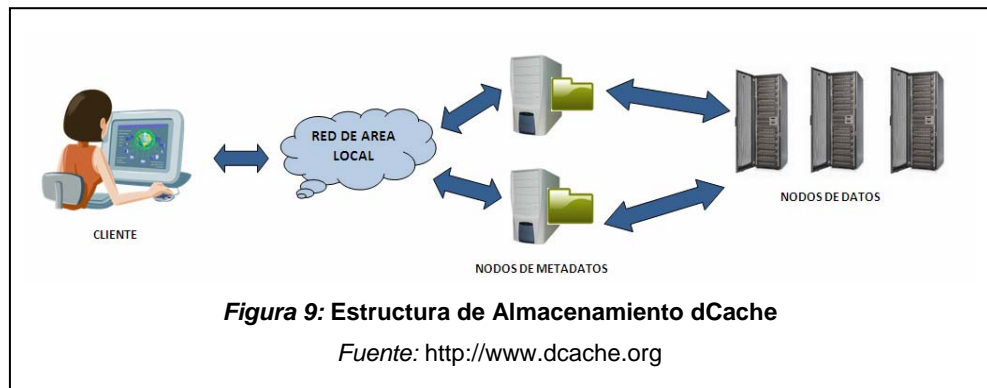 RED DE AREA
LOCAL
CLIENTE
NODOS DE METADATOS
NODOS DE DATOS
Figura 9: Estructura de Almacenamiento dCache
Fuente: http://www.dcache.org